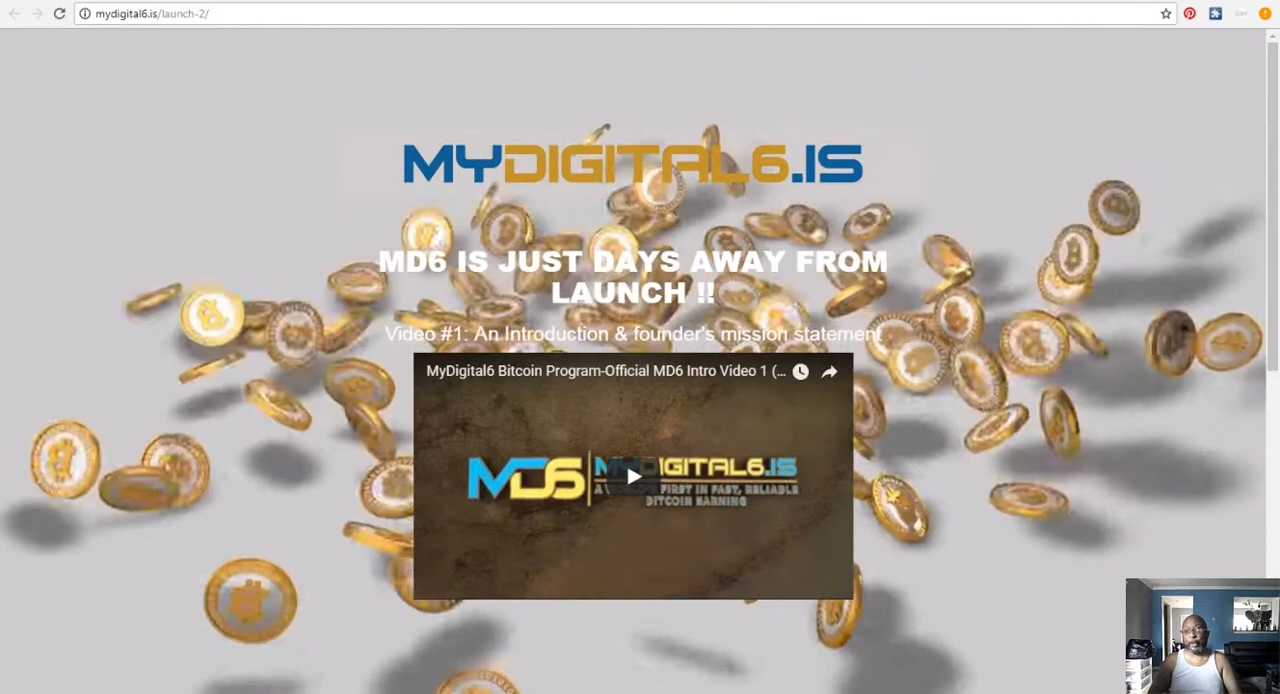 mydigital6.is/launch-2/
MYDIGITAL6.IS
MD6 IS JUST DAYS AWAY FROM
LAUNCH !!
Video #1: An Introduction & founder's mission statement
MyDigital6 Bitcoin Program-Official MD6 Intro Video 1 (...
MD6 MYDIGITAL6.IS
A WORLD'S FIRST IN FAST, RELIABLE
BITCOIN EARNING